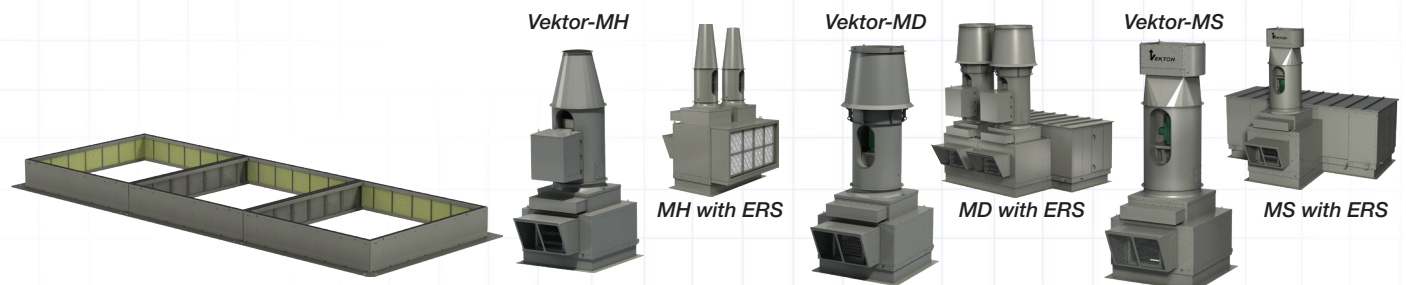 Vektor-MH
Vektor-MD
Vektor-MS
VEKTOR
MH with ERS
MD with ERS
MS with ERS